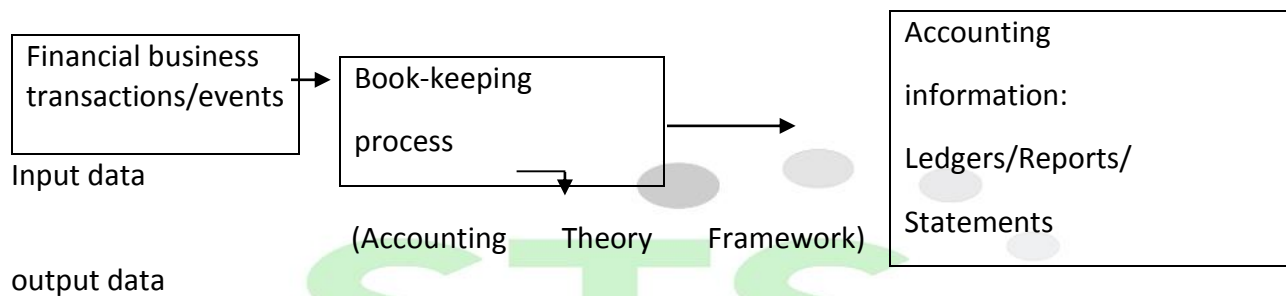 Financial business
transactions/events
Input data
Book-keeping
process
(Accounting Theory Framework)
Accounting
information:
Ledgers/Reports/
Statements
output data
STS